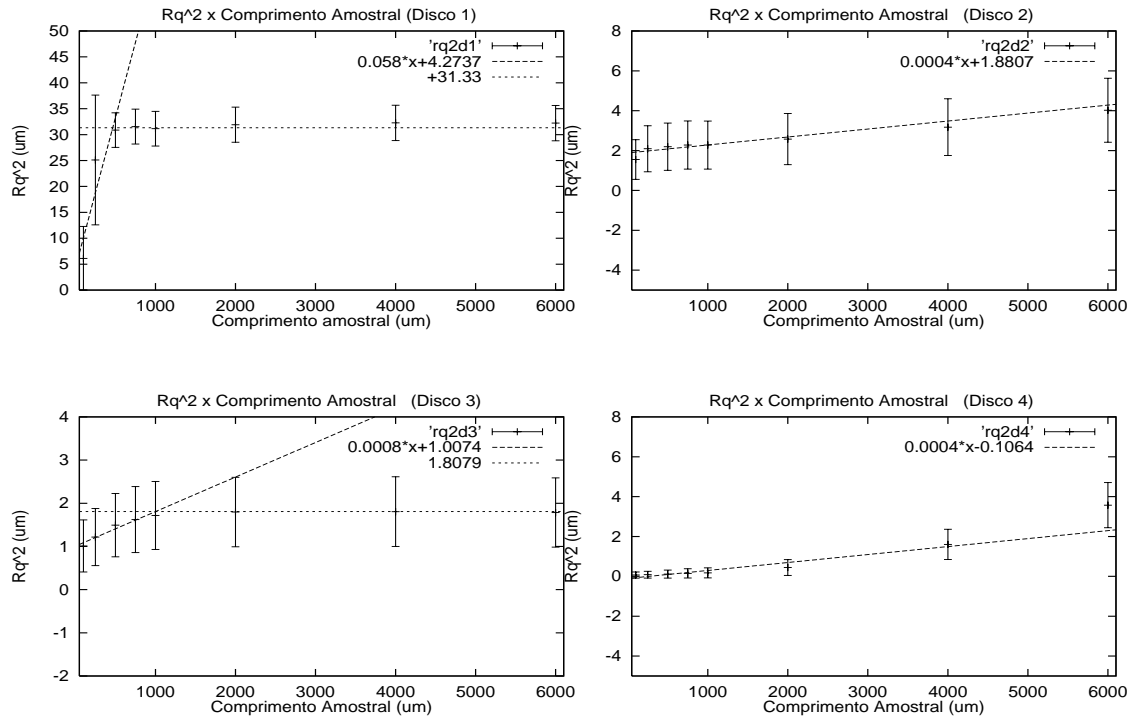 Rq^2 x Comprimento Amostral (Disco 1)
'rq2d1'
0.058*x+4.2737
+31.33
50
45
40
35
30
25
20
15
10
5
0
Rq^2 (um)
1000 2000 3000 4000 5000 6000
Comprimento amostral (um)
Rq^2 x Comprimento Amostral (Disco 2)
'rq2d2'
0.0004*x+1.8807
8
6
4
2
0
-2
-4
Rq^2 (um)
1000 2000 3000 4000 5000 6000
Comprimento Amostral (um)
Rq^2 x Comprimento Amostral (Disco 3)
'rq2d3'
0.0008*x+1.0074
1.8079
4
3
2
1
0
-1
-2
Rq^2 (um)
1000 2000 3000 4000 5000 6000
Comprimento Amostral (um)
Rq^2 x Comprimento Amostral (Disco 4)
'rq2d4'
0.0004*x-0.1064
8
6
4
2
0
-2
-4
Rq^2 (um)
1000 2000 3000 4000 5000 6000
Comprimento Amostral (um)